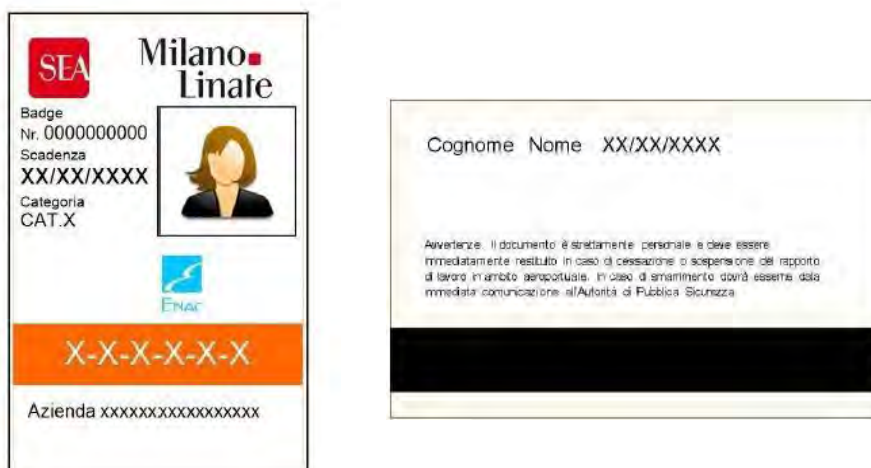 SEA
Milano
Linate
Badge
Nr. 0000000000
Scadenza
XX/XX/XXXX
Categoria
CAT.X
ENAC
X-X-X-X-X-X
Azienda xxxxxxxxxxxxxxxxx
Cognome Nome XX/XX/XXXX
Avvertenze. Il documento è strettamente personale e deve essere
immediatamente restituito in caso di cessazione o sospensione del rapporto
di lavoro in ambito aeroportuale. In caso di smarrimento dovrà esserne data
immediata comunicazione all'Autorità di Pubblica Sicurezza